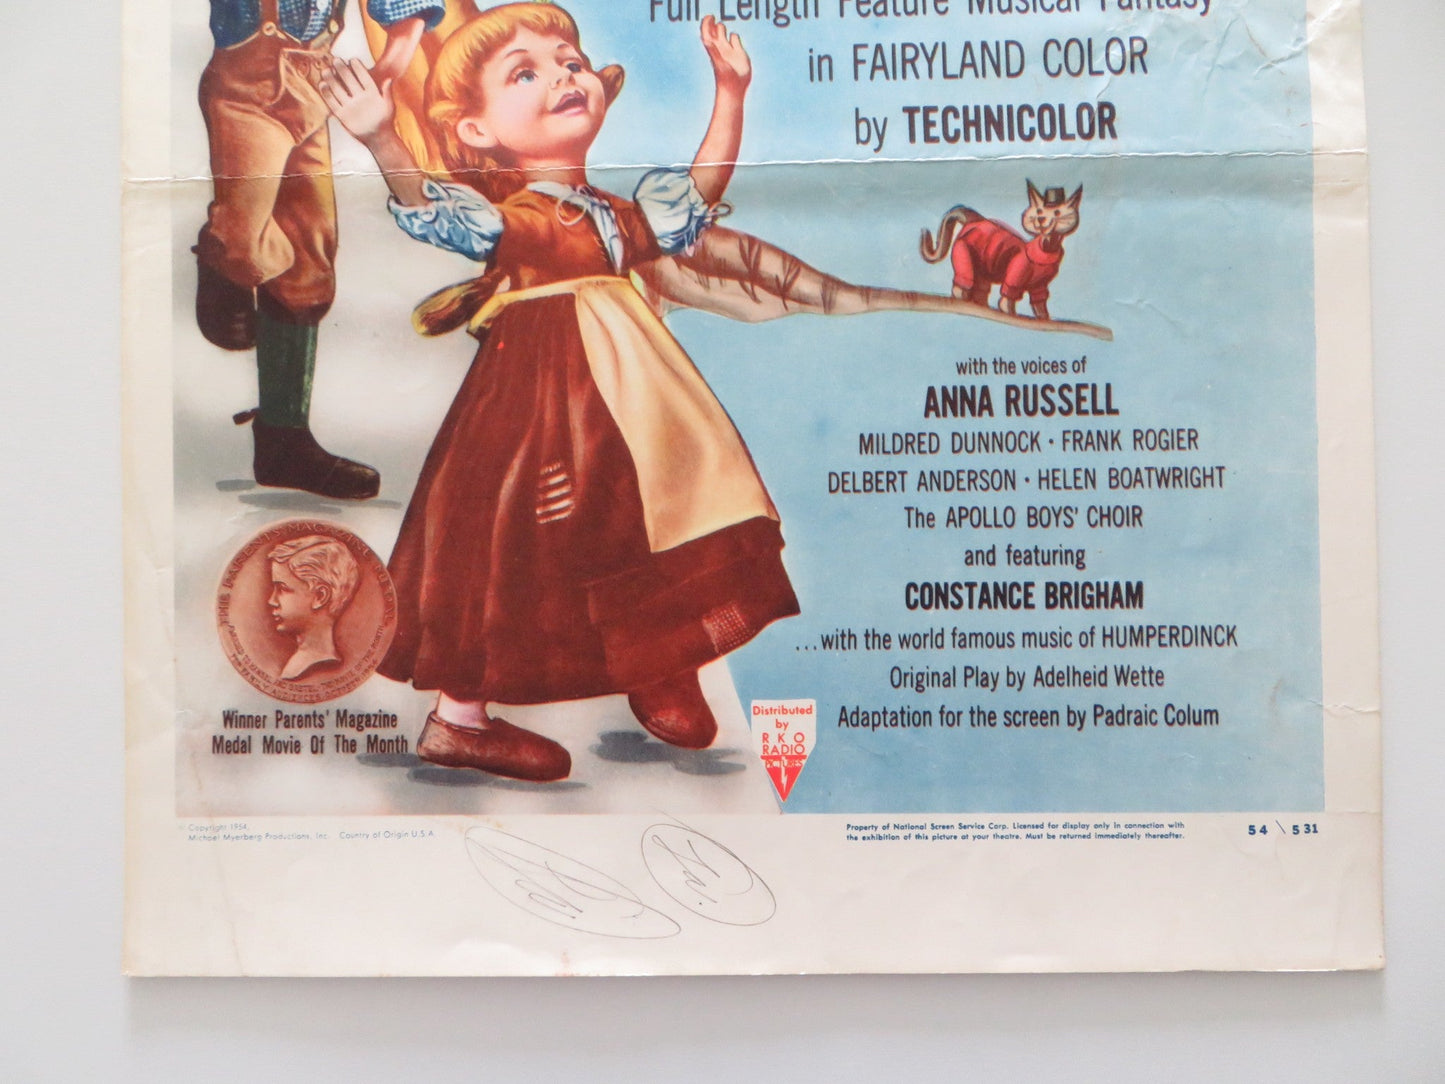 Full Length Feature Musical Fantasy
in FAIRYLAND COLOR
by TECHNICOLOR
with the voices of
ANNA RUSSELL
MILDRED DUNNOCK · FRANK ROGIER
DELBERT ANDERSON · HELEN BOATWRIGHT
The APOLLO BOYS' CHOIR
and featuring
CONSTANCE BRIGHAM
...with the world famous music of HUMPERDINCK
Original Play by Adelheid Wette
Adaptation for the screen by Padraic Colum
THE PARENTS' MAGAZINE MEDAL
Winner Parents' Magazine
Medal Movie Of The Month
Distributed
by
RKO
RADIO
PICTURES
© Copyright 1954,
Michael Myerberg Productions, Inc. Country of Origin U.S.A.
Property of National Screen Service Corp. Licensed for display only in connection with
the exhibition of this picture at your theatre. Must be returned immediately thereafter.
54 \ 531